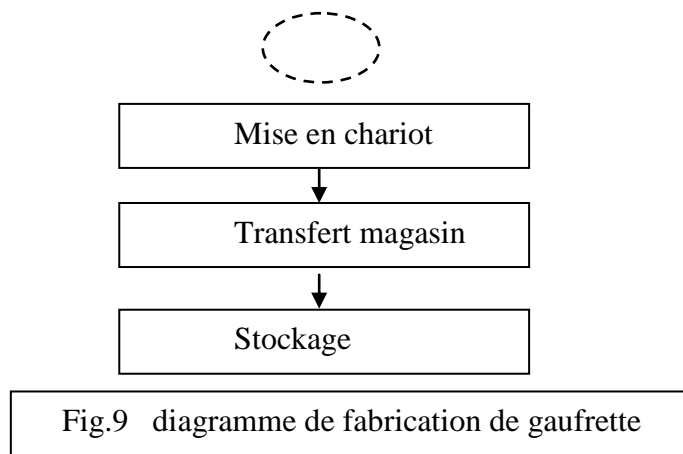 Mise en chariot
Transfert magasin
Stockage
Fig.9 diagramme de fabrication de gaufrette